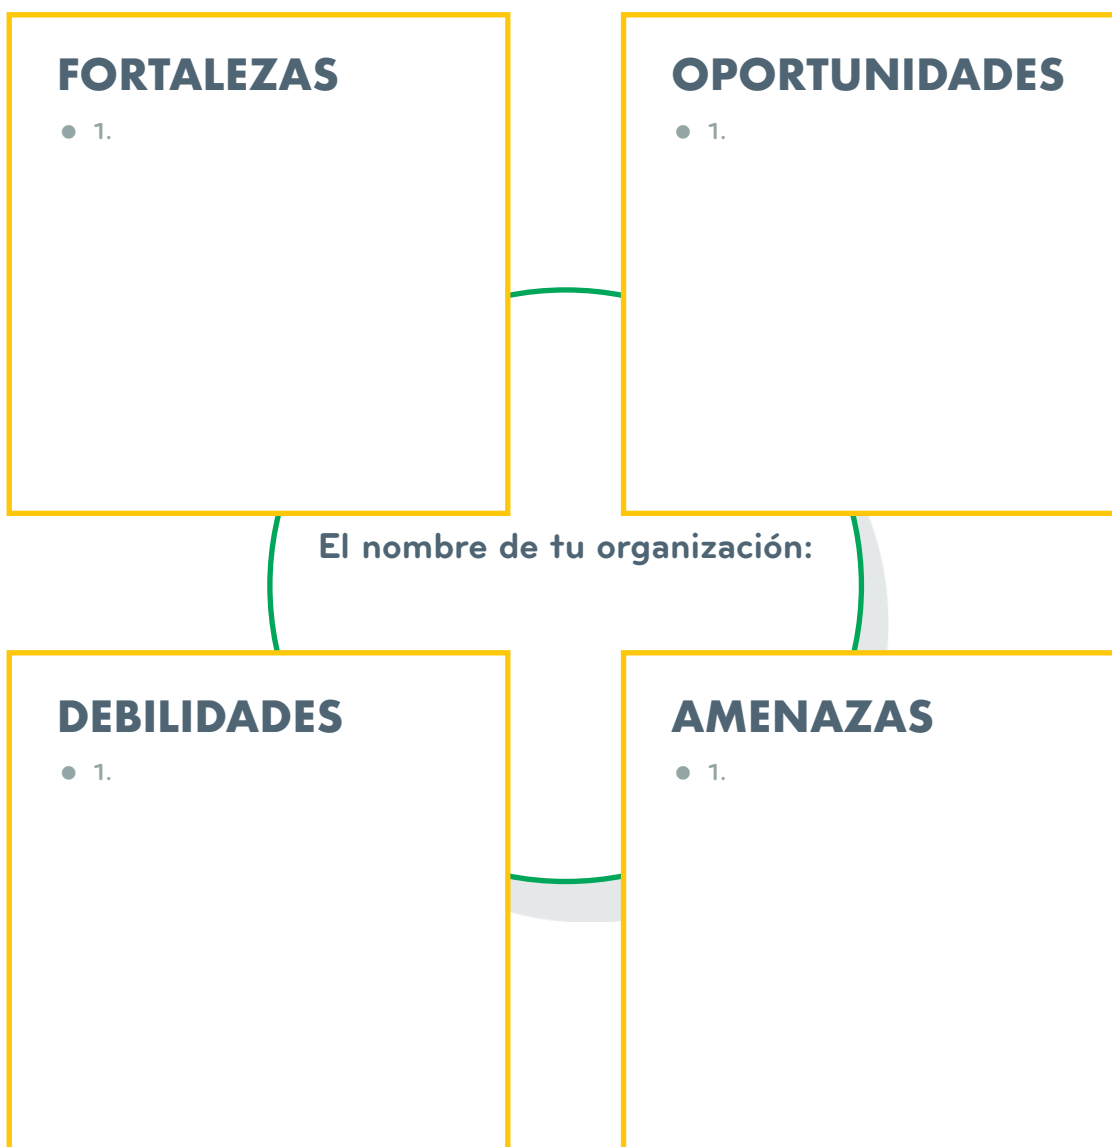 FORTALEZAS
1.
OPORTUNIDADES
1.
El nombre de tu organización:
DEBILIDADES
1.
AMENAZAS
1.